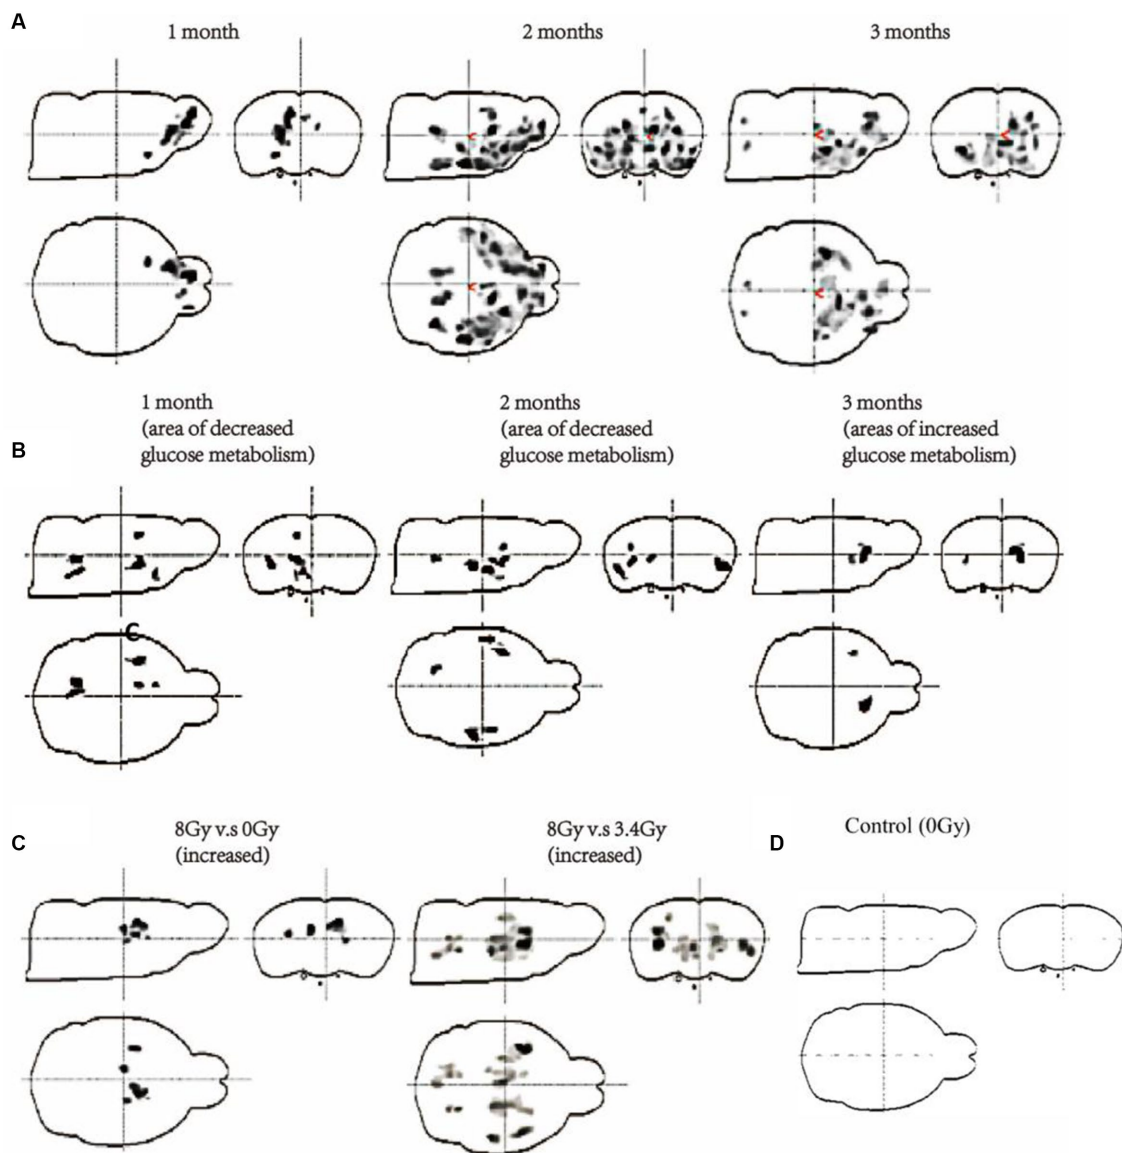 A
1 month
2 months
3 months
B
1 month
(area of decreased
glucose metabolism)
2 months
(area of decreased
glucose metabolism)
3 months
(areas of increased
glucose metabolism)
C
C
8Gy v.s 0Gy
(increased)
8Gy v.s 3.4Gy
(increased)
D
Control (0Gy)